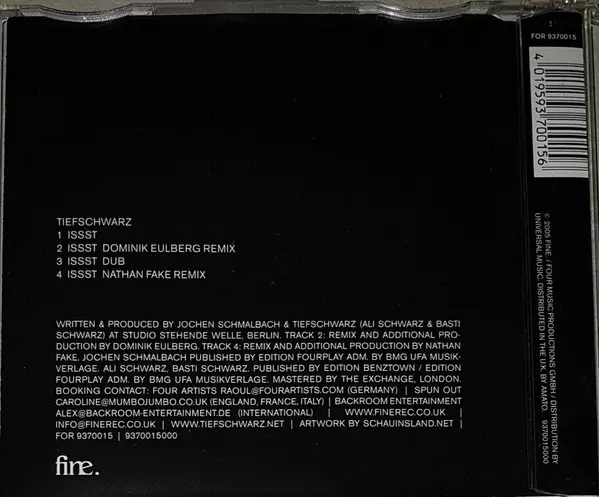 TIEFSCHWARZ
1 ISSST
2 ISSST DOMINIK EULBERG REMIX
3 ISSST DUB
4 ISSST NATHAN FAKE REMIX
WRITTEN & PRODUCED BY JOCHEN SCHMALBACH & TIEFSCHWARZ (ALI SCHWARZ & BASTI
SCHWARZ) AT STUDIO STEHENDE WELLE, BERLIN. TRACK 2: REMIX AND ADDITIONAL PRO-
DUCTION BY DOMINIK EULBERG. TRACK 4: REMIX AND ADDITIONAL PRODUCTION BY NATHAN
FAKE. JOCHEN SCHMALBACH PUBLISHED BY EDITION FOURPLAY ADM. BY BMG UFA MUSIK-
VERLAGE. ALI SCHWARZ, BASTI SCHWARZ. PUBLISHED BY EDITION BENZTOWN / EDITION
FOURPLAY ADM. BY BMG UFA MUSIKVERLAGE. MASTERED BY THE EXCHANGE, LONDON.
BOOKING CONTACT: FOUR ARTISTS RAOUL@FOURARTISTS.COM (GERMANY) | SPUN OUT
CAROLINE@MUMBOJUMBO.CO.UK (ENGLAND, FRANCE, ITALY) | BACKROOM ENTERTAINMENT
ALEX@BACKROOM-ENTERTAINMENT.DE (INTERNATIONAL) | WWW.FINEREC.CO.UK |
INFO@FINEREC.CO.UK | WWW.TIEFSCHWARZ.NET | ARTWORK BY SCHAUINSLAND.NET |
FOR 9370015 | 9370015000
fine.
FOR 9370015
4 019593 700156
© 2005 FINE. / FOUR MUSIC PRODUCTIONS GMBH / DISTRIBUTION BY
UNIVERSAL MUSIC. DISTRIBUTED IN THE U.K. BY AMATO. 9370015000